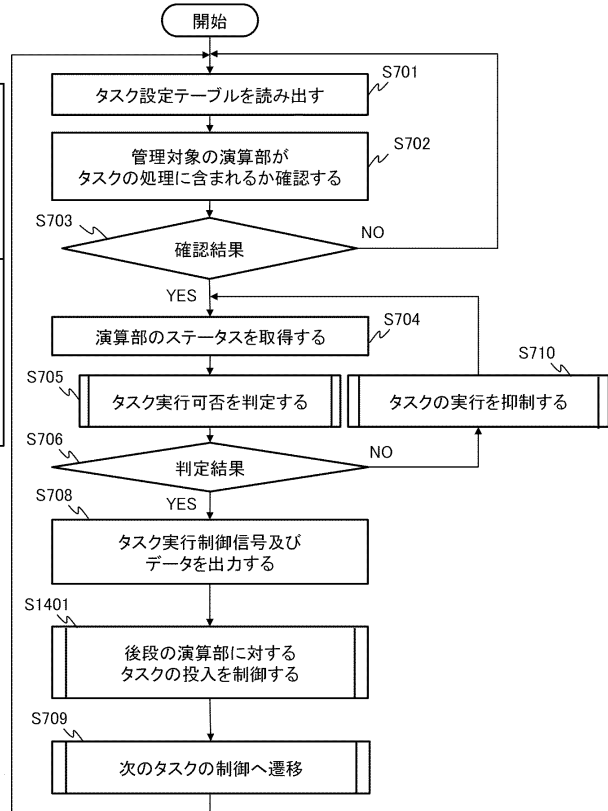 開始
S701
タスク設定テーブルを読み出す
S702
管理対象の演算部が
タスクの処理に含まれるか確認する
S703
確認結果
NO
YES
S704
演算部のステータスを取得する
S705
タスク実行可否を判定する
S710
タスクの実行を抑制する
S706
判定結果
NO
YES
S708
タスク実行制御信号及び
データを出力する
S1401
後段の演算部に対する
タスクの投入を制御する
S709
次のタスクの制御へ遷移